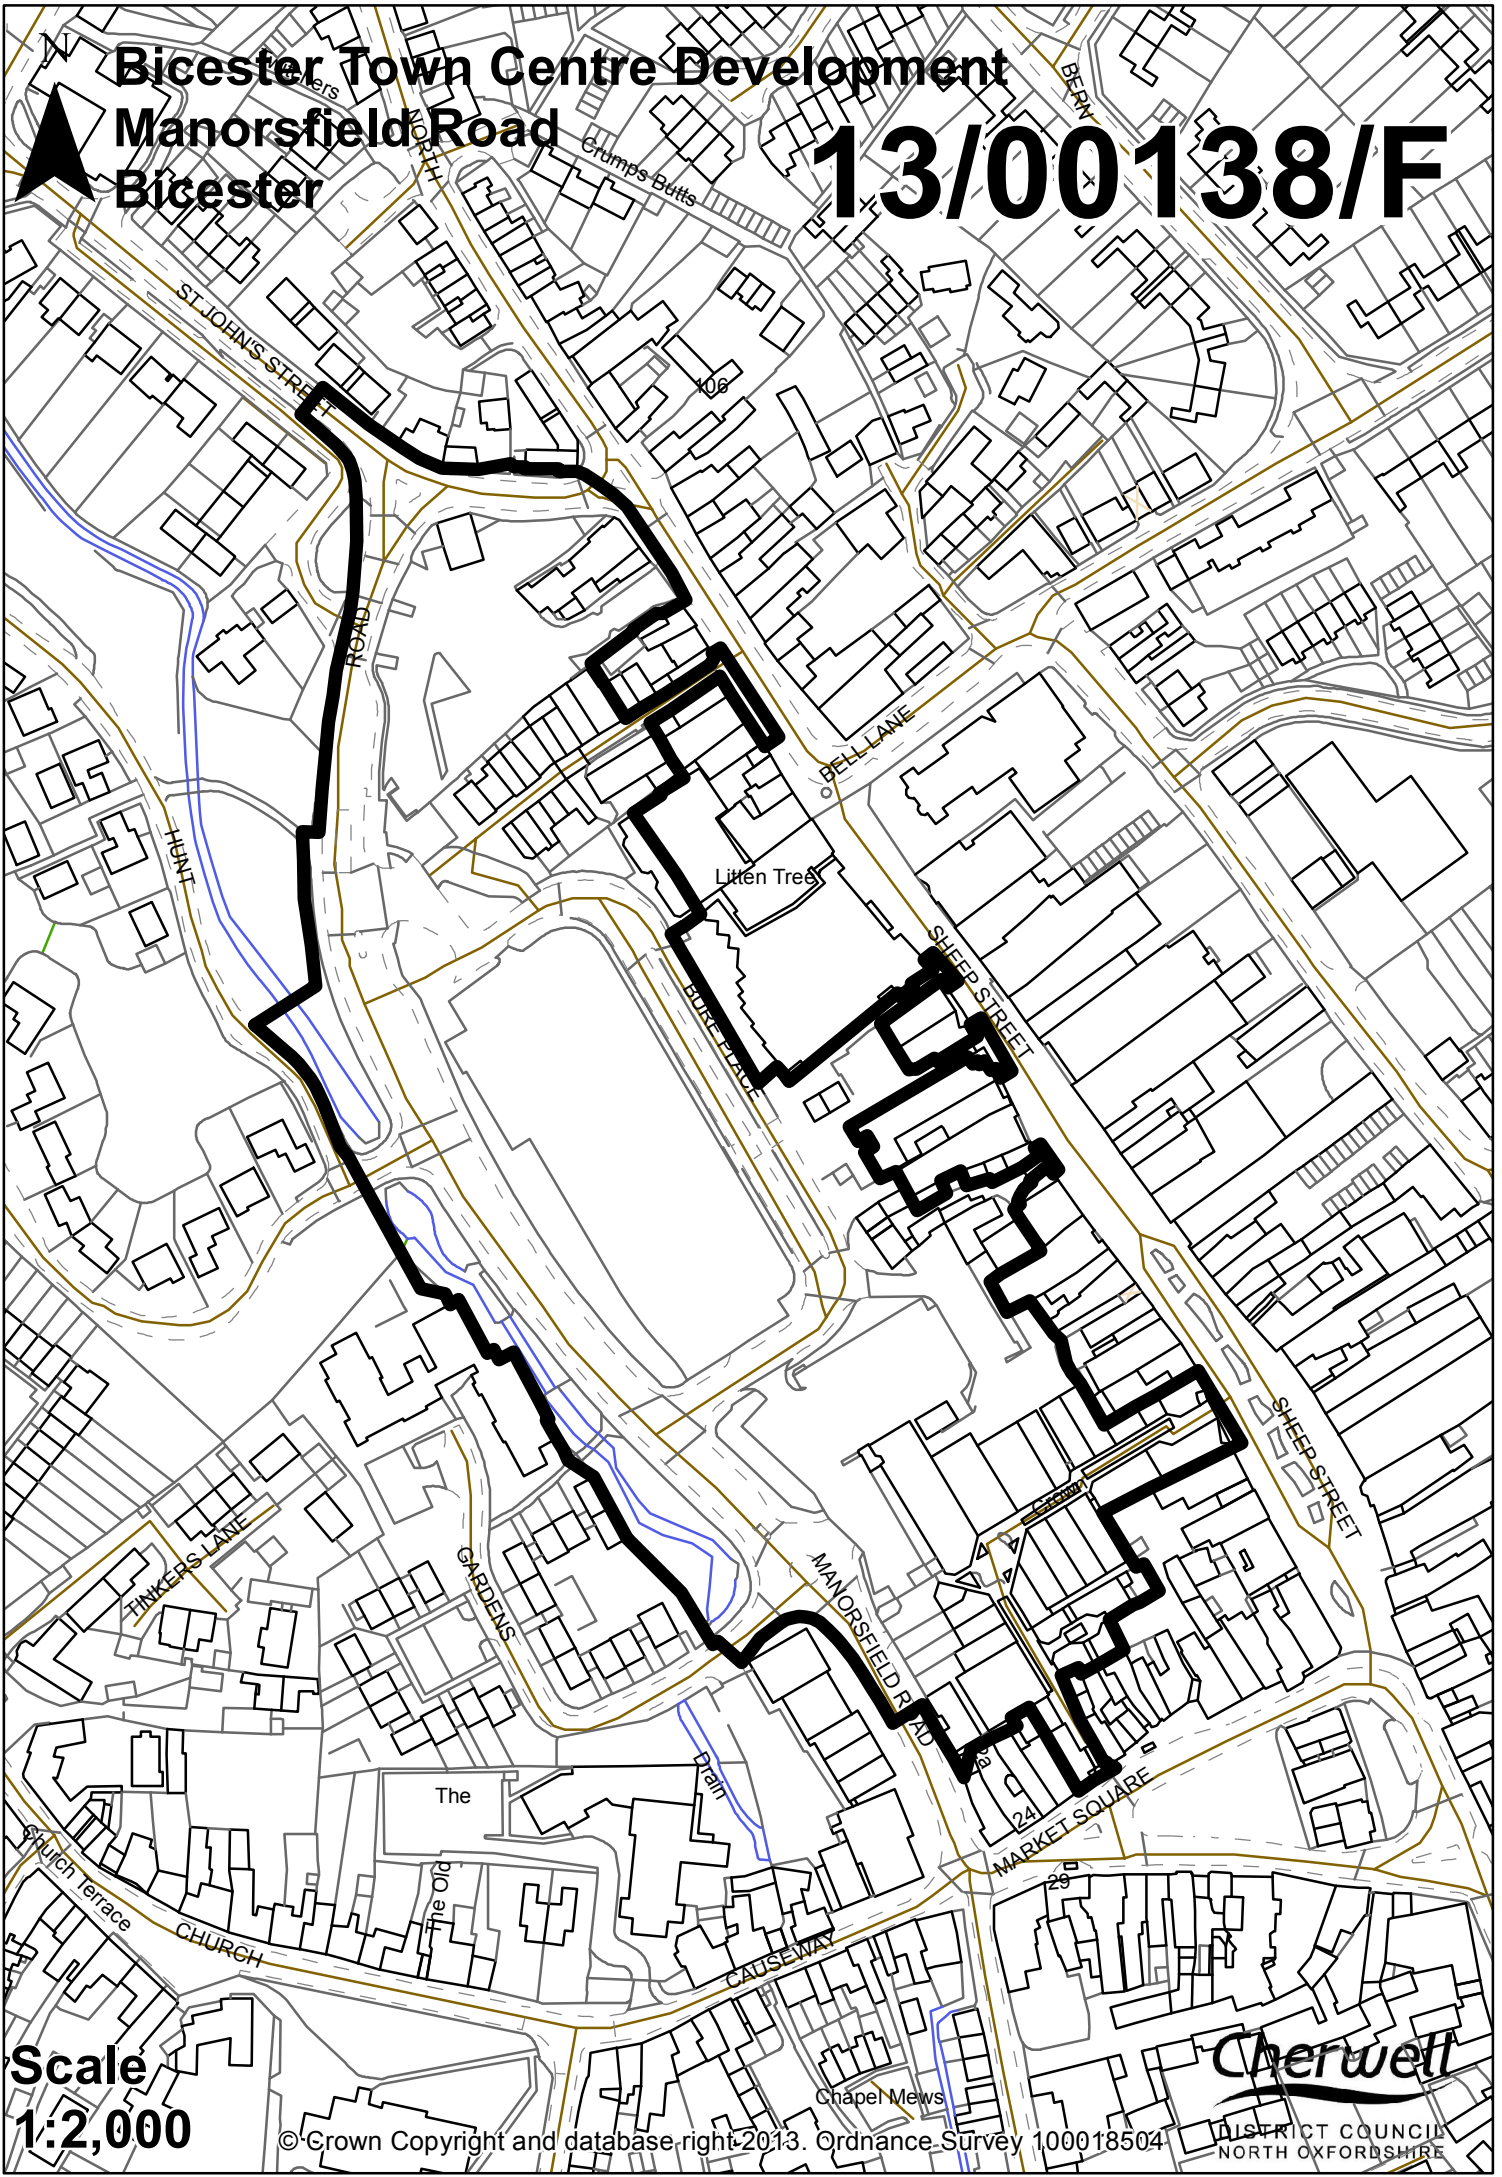 N
Bicester Town Centre Development
Manorsfield Road
Bicester
13/00138/F
NORTH
Crumps Butts
BERN
ST JOHN'S STREET
106
ROAD
BELL LANE
HUNT
Litten Tree
SHEEP STREET
BURE PLACE
SHEEP STREET
Crown
TINKERS LANE
GARDENS
MANORSFIELD ROAD
Drain
2a
24
MARKET SQUARE
The
29
The Old
Church Terrace
CHURCH
CAUSEWAY
Chapel Mews
Scale
1:2,000
© Crown Copyright and database right 2013. Ordnance Survey 100018504
Cherwell
DISTRICT COUNCIL
NORTH OXFORDSHIRE